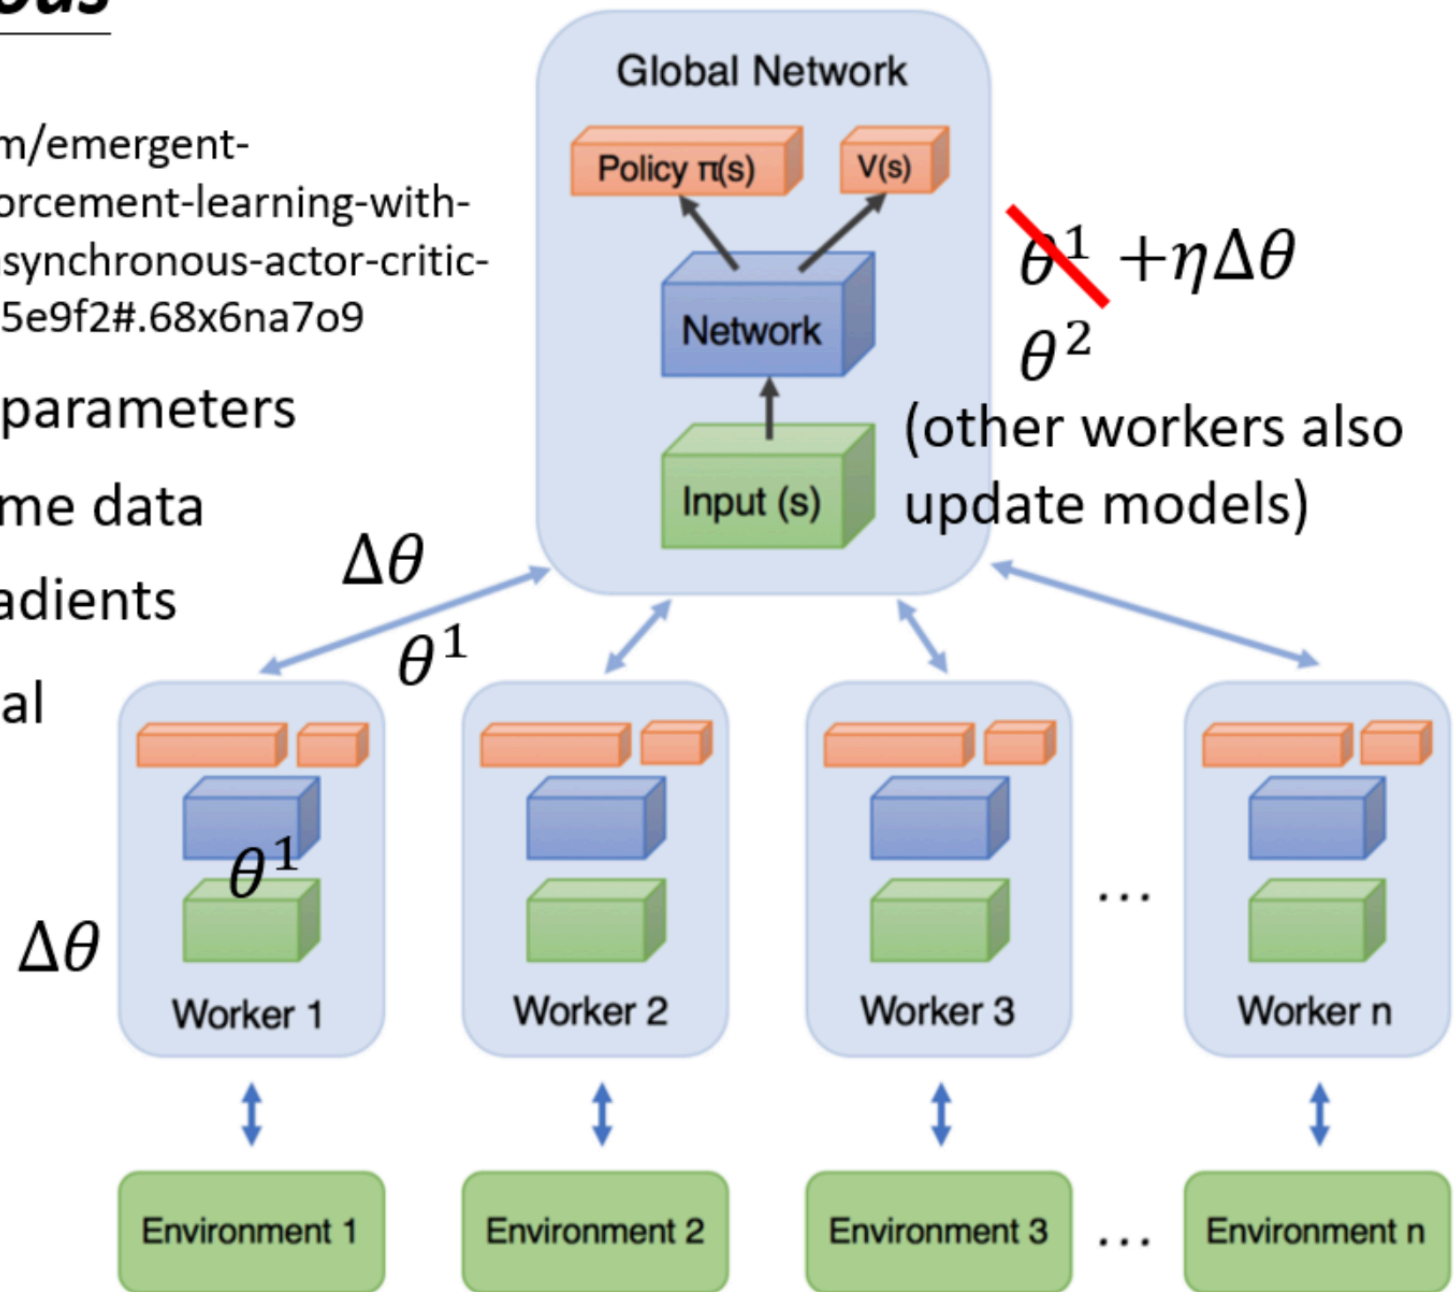 ous
m/emergent-
orcement-learning-with-
synchronous-actor-critic-
5e9f2#.68x6na7o9
parameters
me data
adients
al
Global Network
Policy π(s)
V(s)
Network
Input (s)
θ¹ +ηΔθ
θ²
(other workers also
update models)
Δθ
θ¹
θ¹
Δθ
Worker 1
Worker 2
Worker 3
...
Worker n
Environment 1
Environment 2
Environment 3
...
Environment n